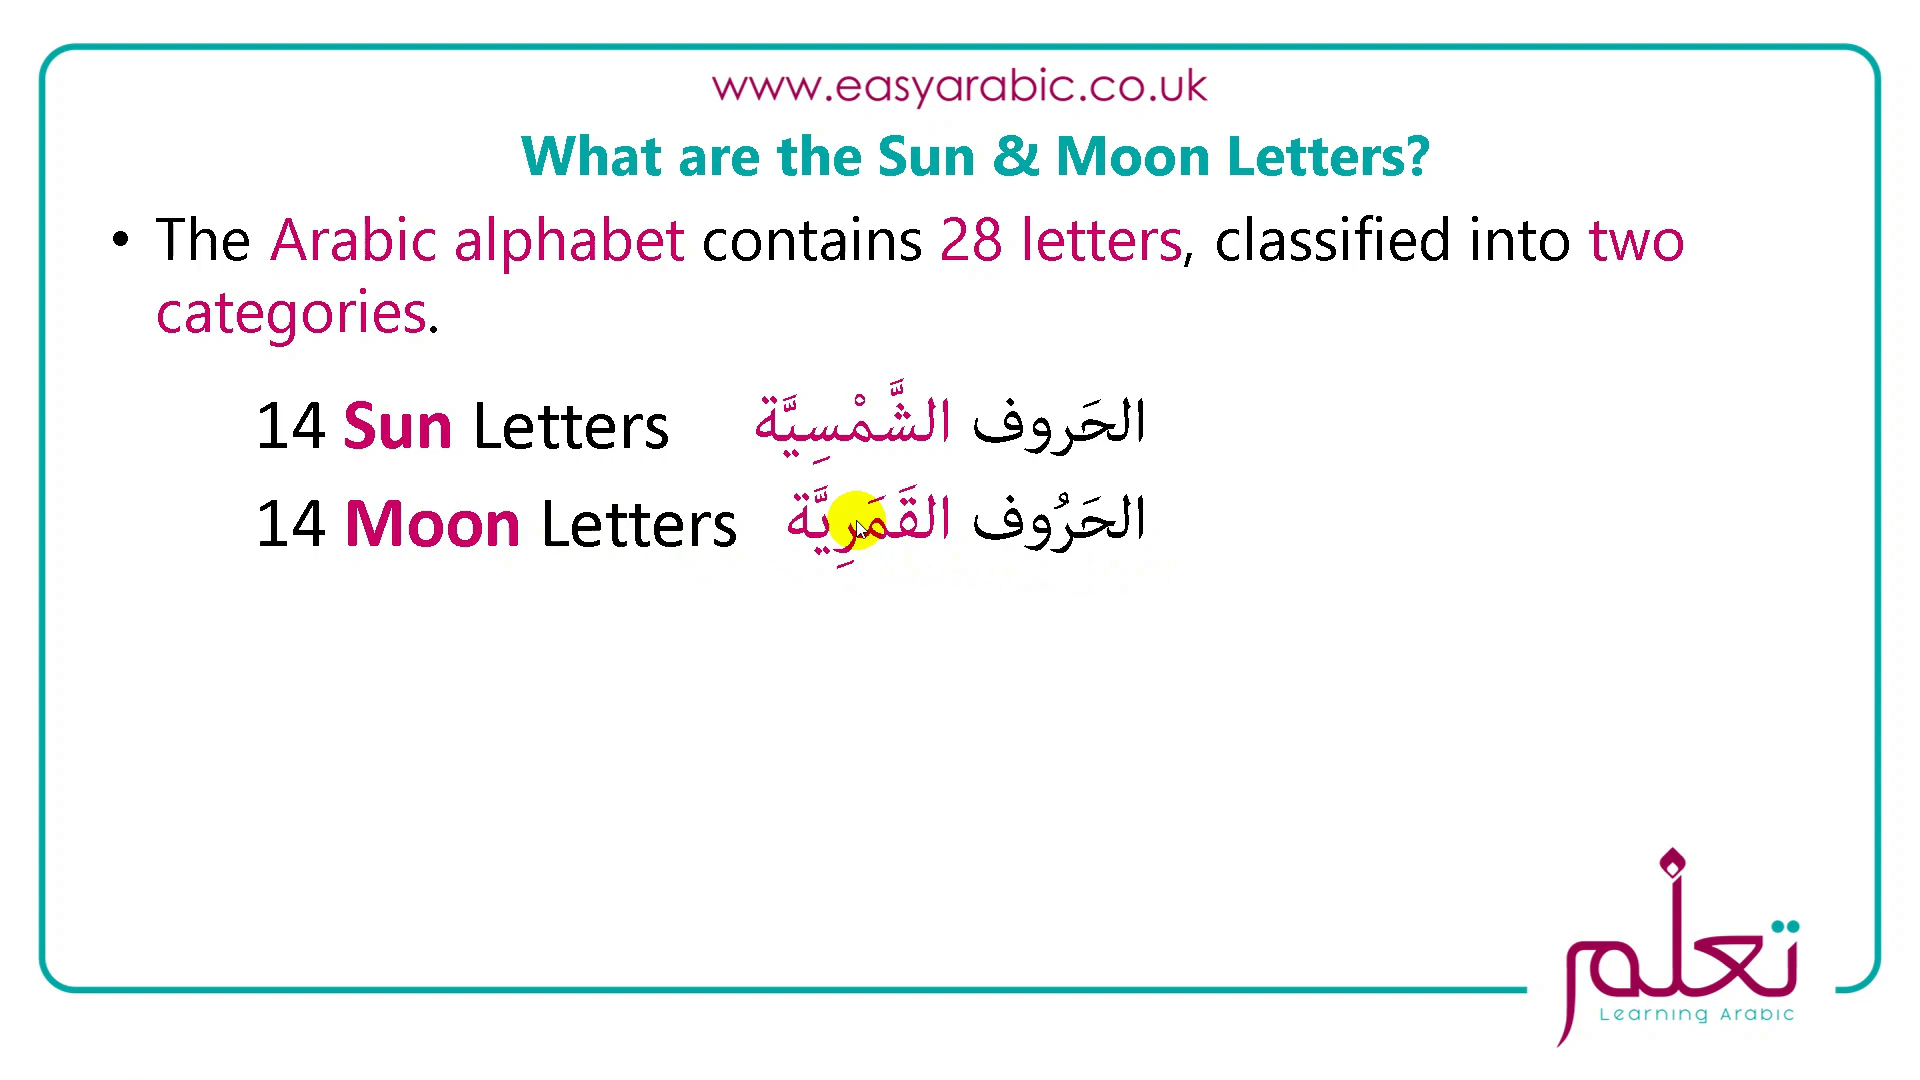 www.easyarabic.co.uk
What are the Sun & Moon Letters?
• The Arabic alphabet contains 28 letters, classified into two
categories.
14 Sun Letters الحَروف الشَّمْسِيَّة
14 Moon Letters الحَرُوف القَمَرِيَّة
تعلم
Learning Arabic